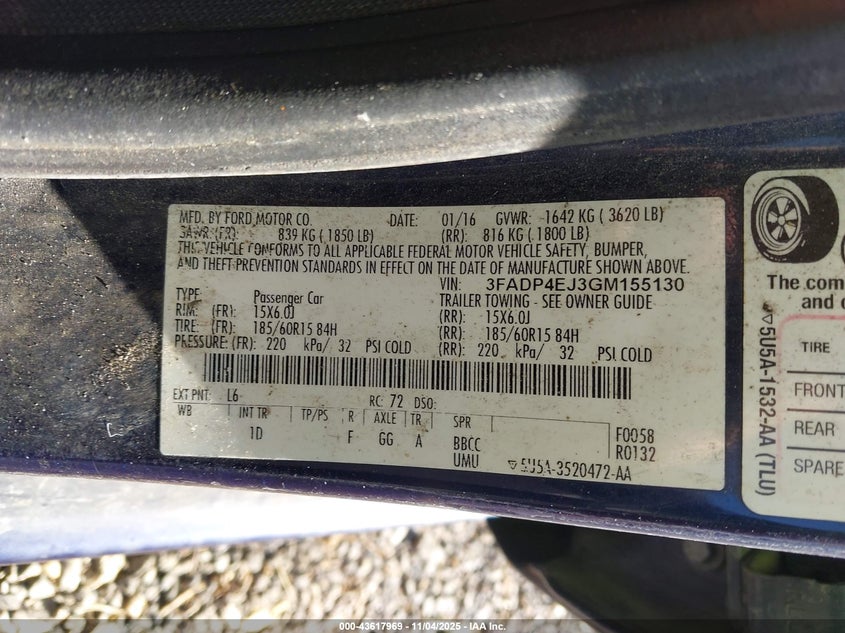 MFD. BY FORD MOTOR CO. DATE: 01/16 GVWR: 1642 KG ( 3620 LB)
GAWR: (FR): 839 KG ( 1850 LB) (RR): 816 KG ( 1800 LB)
THIS VEHICLE CONFORMS TO ALL APPLICABLE FEDERAL MOTOR VEHICLE SAFETY, BUMPER,
AND THEFT PREVENTION STANDARDS IN EFFECT ON THE DATE OF MANUFACTURE SHOWN ABOVE.
VIN: 3FADP4EJ3GM155130
TYPE: Passenger Car TRAILER TOWING - SEE OWNER GUIDE
RIM: (FR): 15X6.0J (RR): 15X6.0J
TIRE: (FR): 185/60R15 84H (RR): 185/60R15 84H
PRESSURE: (FR): 220 kPa/ 32 PSI COLD (RR): 220 kPa/ 32 PSI COLD
EXT PNT: L6 RC: 72 DSO:
WB INT TR TP/PS R AXLE TR SPR F0058
1D F GG A BBCC R0132
UMU ▽5U5A-3520472-AA
▽5U5A-1532-AA (TLU)
The com
and c
TIRE
FRONT
REAR
SPARE
000-43617969 - 11/04/2025 - IAA Inc.